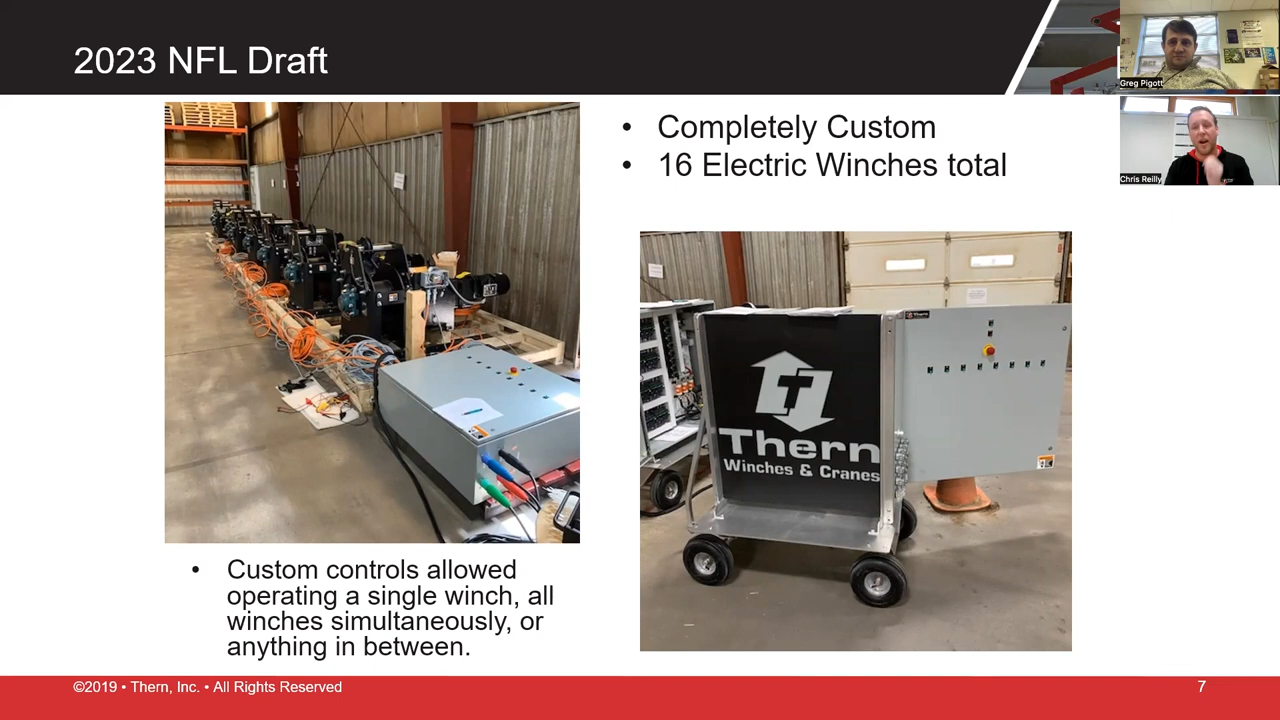 2023 NFL Draft
Greg Pigott
Chris Reilly
• Completely Custom
• 16 Electric Winches total
Thern
Thern
Winches & Cranes
• Custom controls allowed
operating a single winch, all
winches simultaneously, or
anything in between.
©2019 • Thern, Inc. • All Rights Reserved
7